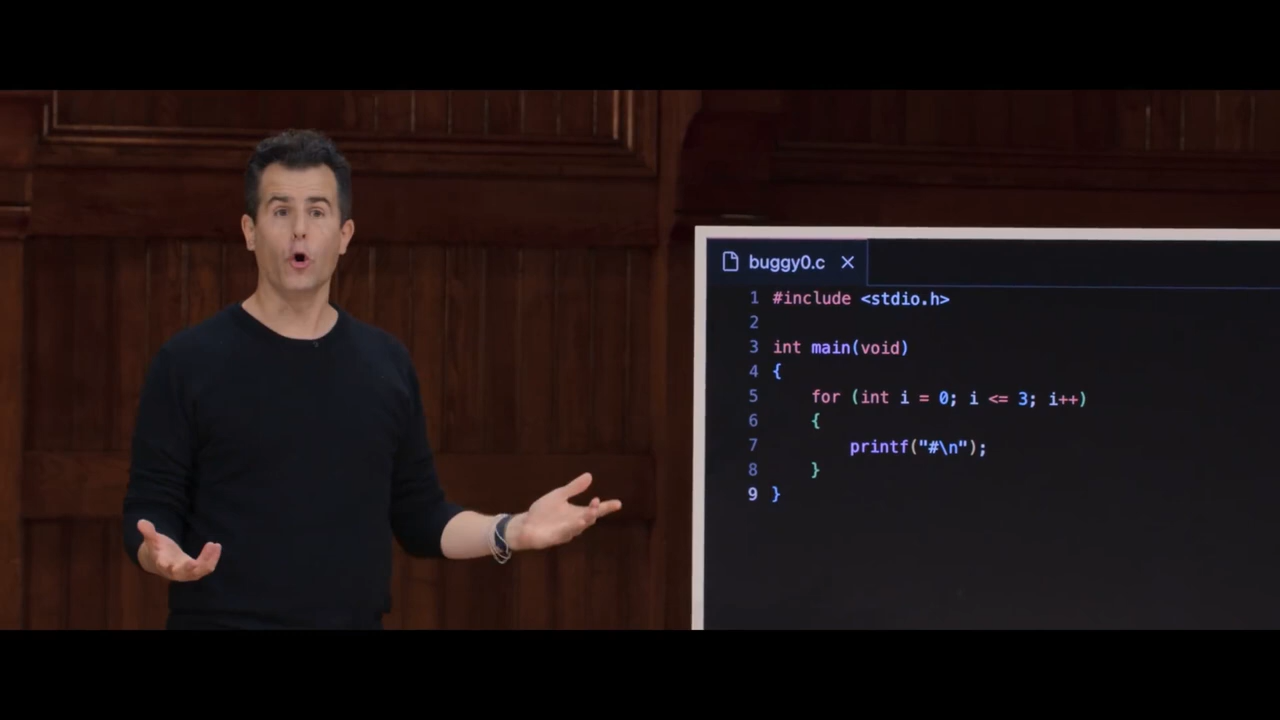 buggy0.c
1 #include <stdio.h>
2
3 int main(void)
4 {
5     for (int i = 0; i <= 3; i++)
6     {
7         printf("#\n");
8     }
9 }